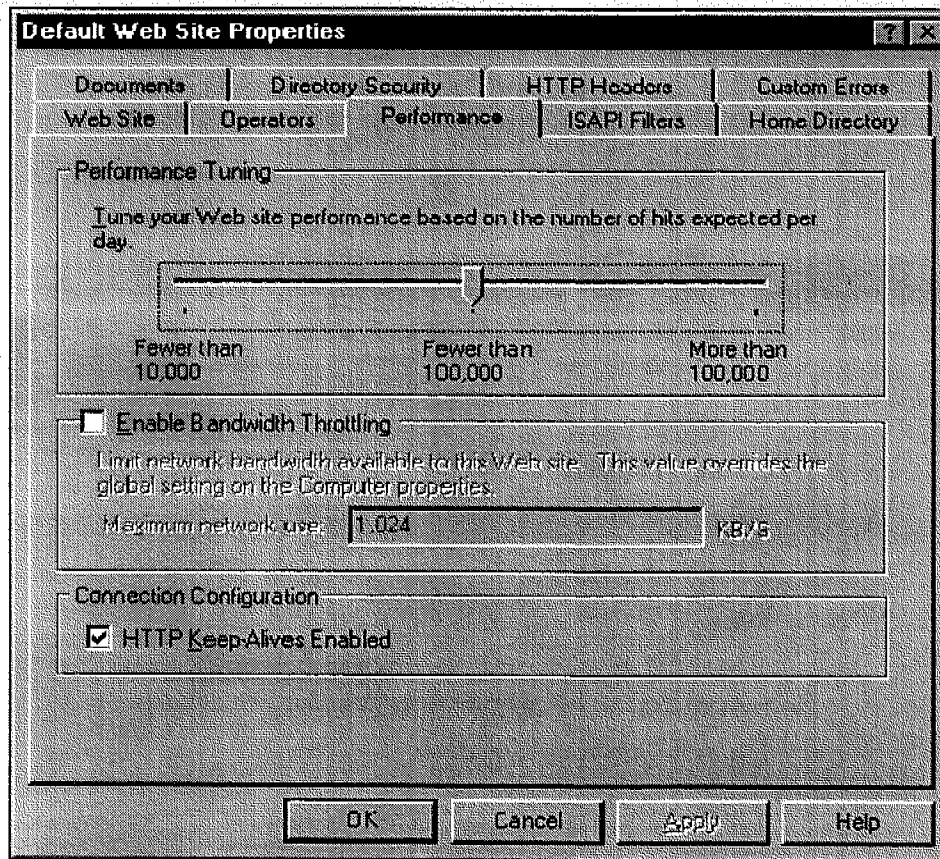 Default Web Site Properties
Documents Directory Security HTTP Headers Custom Errors
Web Site Operators Performance ISAPI Filters Home Directory
Performance Tuning
Tune your Web site performance based on the number of hits expected per
day.
Fewer than Fewer than More than
10,000 100,000 100,000
Enable Bandwidth Throttling
Limit network bandwidth available to this Web site. This value overrides the
global setting on the Computer properties.
Maximum network use: 1,024 KB/S
Connection Configuration
HTTP Keep-Alives Enabled
OK Cancel Apply Help